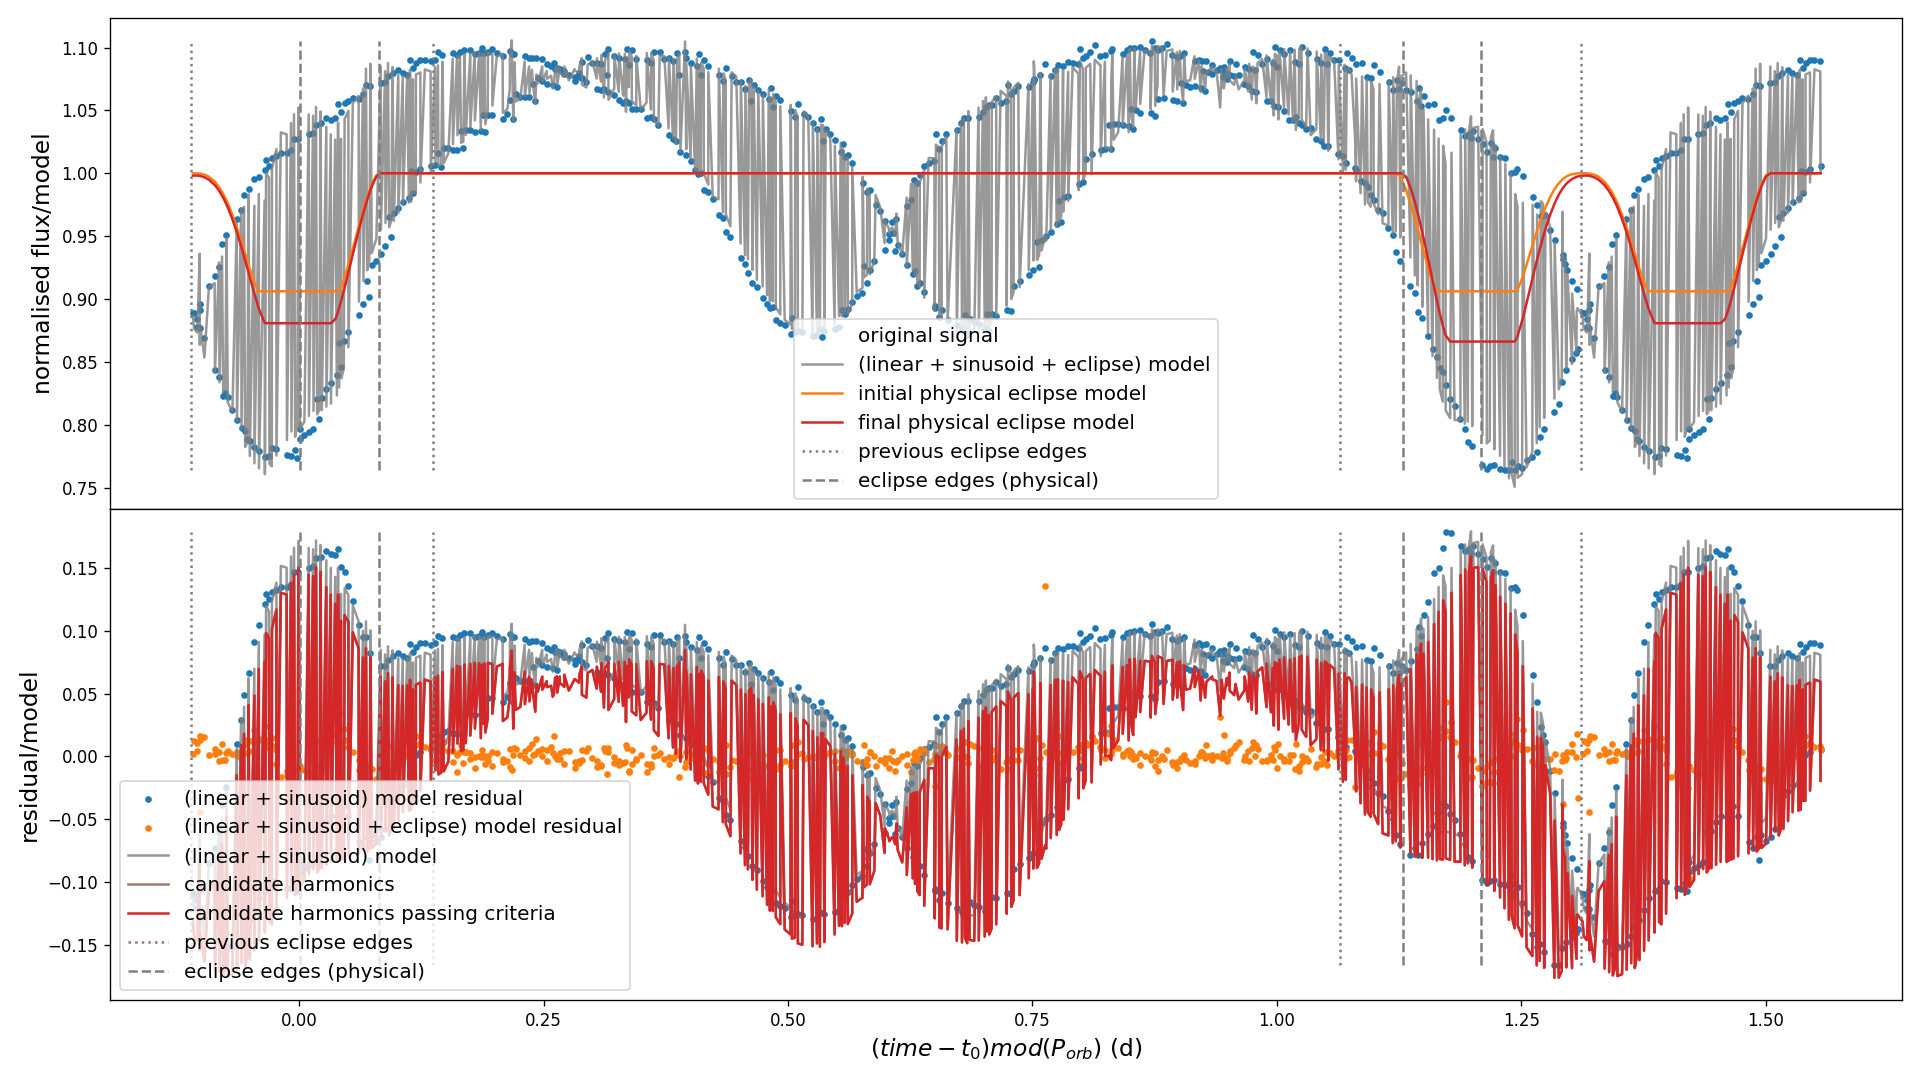 normalised flux/model
1.10
1.05
1.00
0.95
0.90
0.85
0.80
0.75
original signal
(linear + sinusoid + eclipse) model
initial physical eclipse model
final physical eclipse model
previous eclipse edges
eclipse edges (physical)
residual/model
0.15
0.10
0.05
0.00
−0.05
−0.10
−0.15
(linear + sinusoid) model residual
(linear + sinusoid + eclipse) model residual
(linear + sinusoid) model
candidate harmonics
candidate harmonics passing criteria
previous eclipse edges
eclipse edges (physical)
0.00 0.25 0.50 0.75 1.00 1.25 1.50
(time − t₀)mod(P_orb) (d)